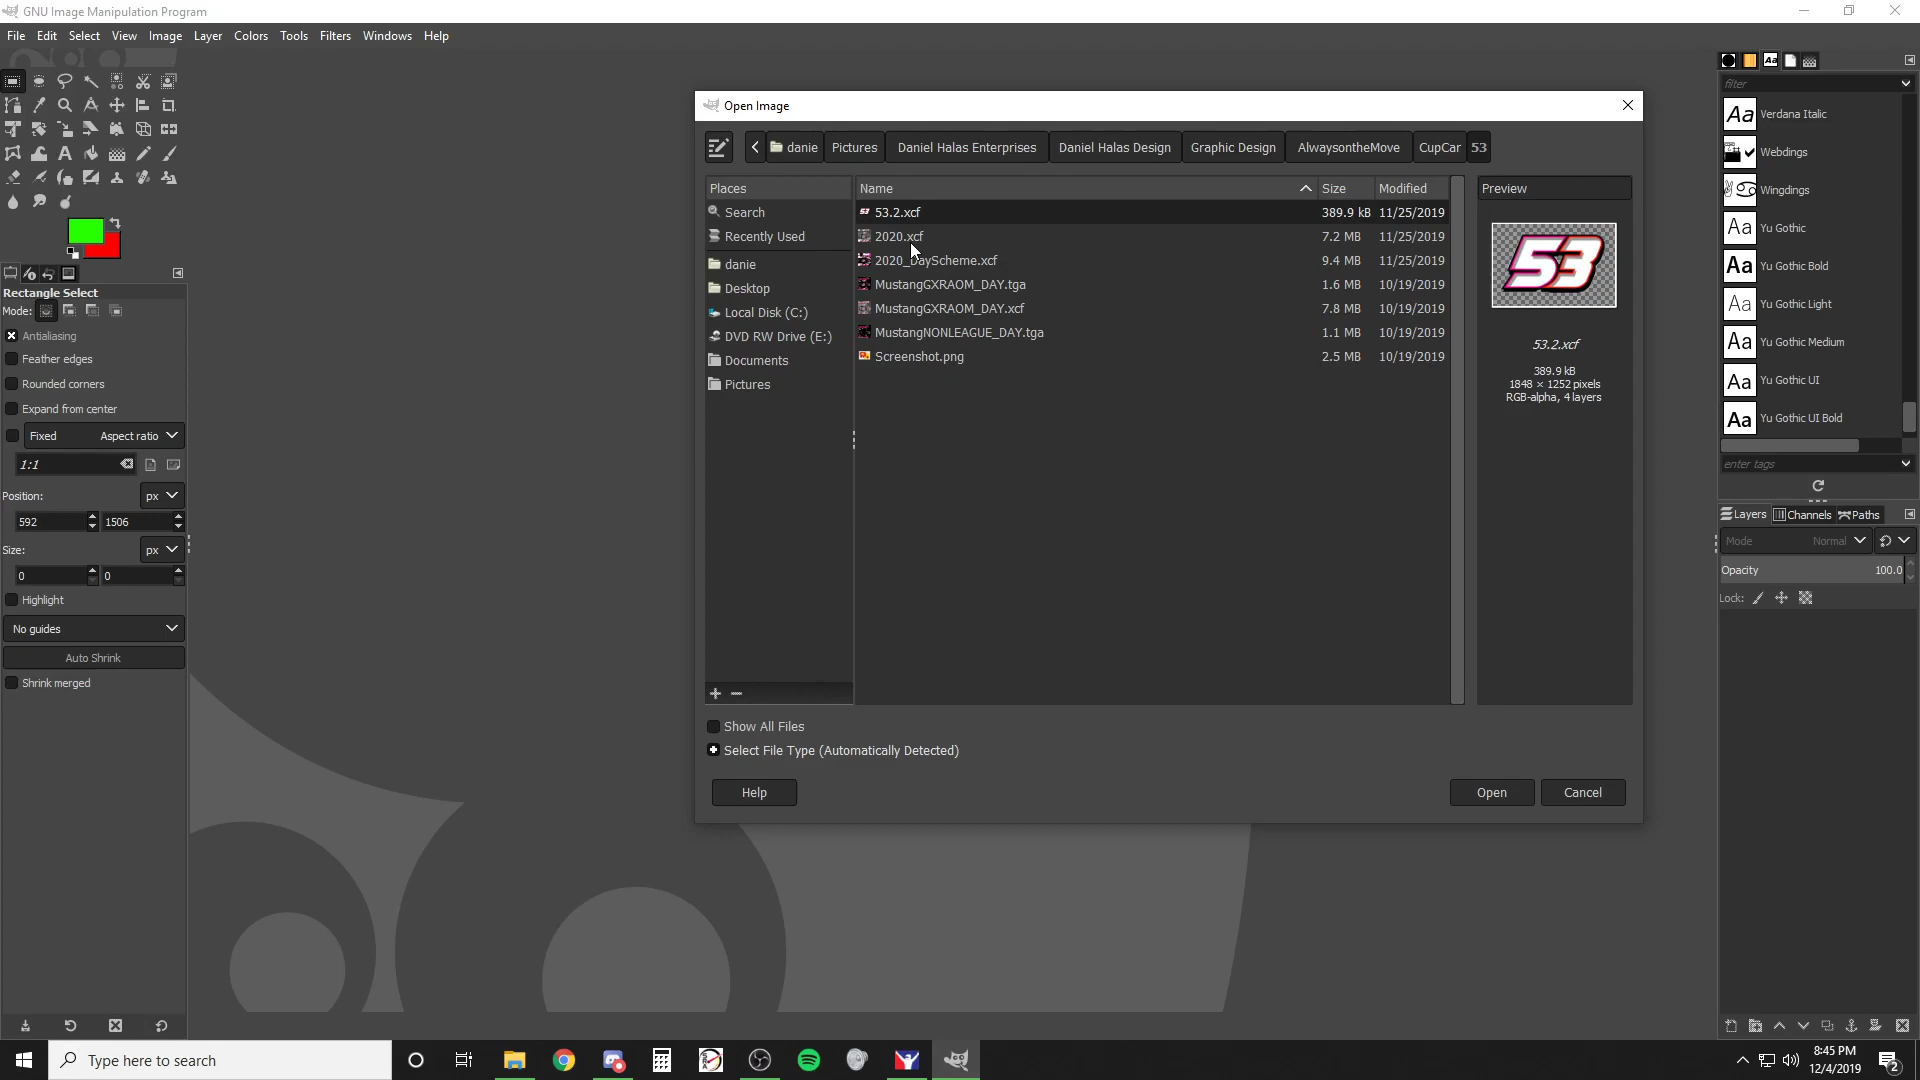 GNU Image Manipulation Program
File Edit Select View Image Layer Colors Tools Filters Windows Help
Rectangle Select
Mode:
Antialiasing
Feather edges
Rounded corners
Expand from center
Fixed Aspect ratio
1:1
Position: px
592 1506
Size: px
0 0
Highlight
No guides
Auto Shrink
Shrink merged
Open Image
danie Pictures Daniel Halas Enterprises Daniel Halas Design Graphic Design AlwaysontheMove CupCar 53
Places
Search
Recently Used
danie
Desktop
Local Disk (C:)
DVD RW Drive (E:)
Documents
Pictures
Name Size Modified
53.2.xcf 389.9 kB 11/25/2019
2020.xcf 7.2 MB 11/25/2019
2020_DayScheme.xcf 9.4 MB 11/25/2019
MustangGXRAOM_DAY.tga 1.6 MB 10/19/2019
MustangGXRAOM_DAY.xcf 7.8 MB 10/19/2019
MustangNONLEAGUE_DAY.tga 1.1 MB 10/19/2019
Screenshot.png 2.5 MB 10/19/2019
Preview
53
53.2.xcf
389.9 kB
1848 × 1252 pixels
RGB-alpha, 4 layers
Show All Files
Select File Type (Automatically Detected)
Help Open Cancel
Aa
filter
Aa Verdana Italic
Webdings
Wingdings
Aa Yu Gothic
Aa Yu Gothic Bold
Aa Yu Gothic Light
Aa Yu Gothic Medium
Aa Yu Gothic UI
Aa Yu Gothic UI Bold
enter tags
Layers Channels Paths
Mode Normal
Opacity 100.0
Lock:
Type here to search
8:45 PM
12/4/2019
2